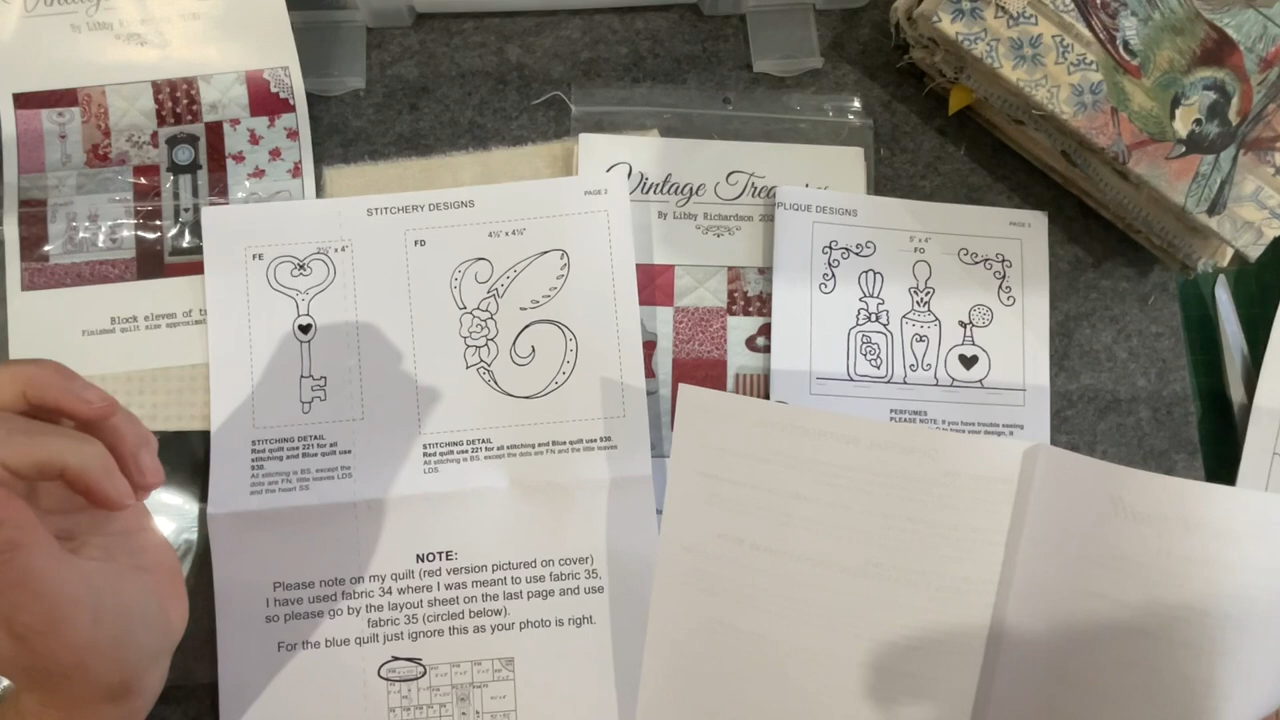 Vintage
By Libby Richardson
Block eleven of
Finished quilt size
Vintage
By Libby Richardson
STITCHERY DESIGNS
PAGE 2
FE
FD
4½" x 4½"
STITCHING DETAIL
Red quilt use 221 for all
stitching and Blue quilt use
930.
All stitching is BS, except the
dots are FN, little leaves LDS
and the heart SS.
STITCHING DETAIL
Red quilt use 221 for all stitching and Blue quilt use 930.
All stitching is BS, except the dots are FN and the little leaves
LDS.
NOTE:
Please note on my quilt (red version pictured on cover)
I have used fabric 34 where I was meant to use fabric 35,
so please go by the layout sheet on the last page and use
fabric 35 (circled below).
For the blue quilt just ignore this as your photo is right.
PLIQUE DESIGNS
PAGE 3
5" x 4"
FO
PERFUMES
PLEASE NOTE: If you have trouble seeing
to trace your design, it